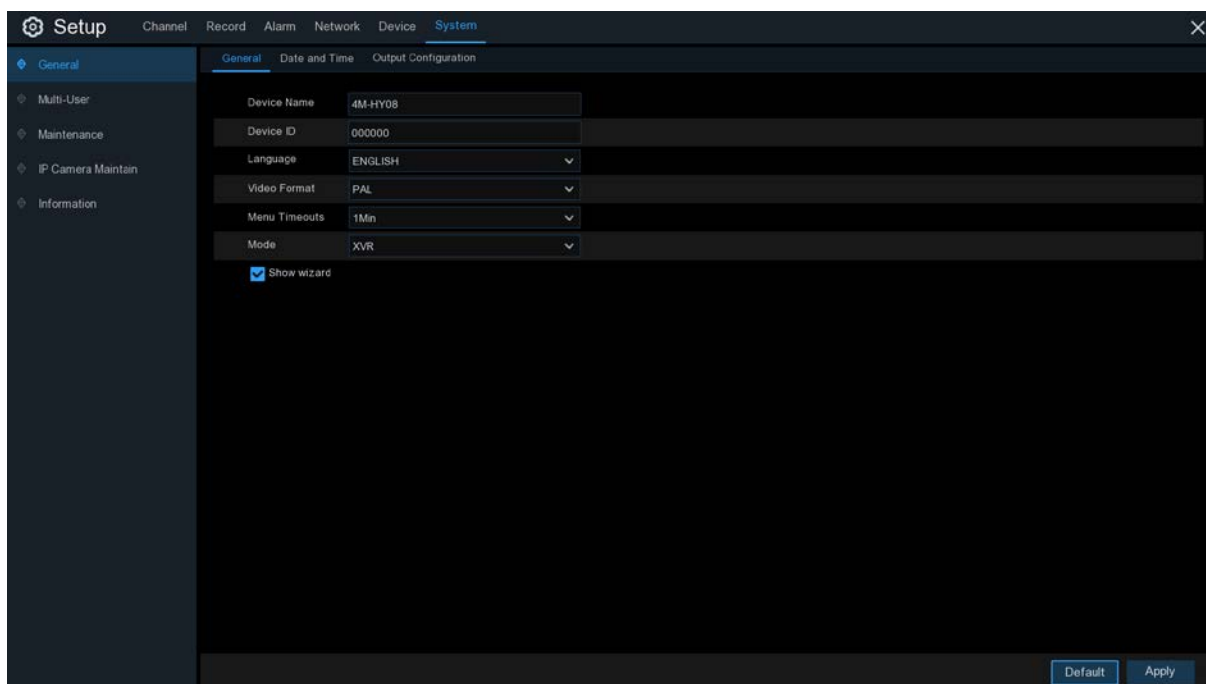 Setup Channel Record Alarm Network Device System
General
Multi-User
Maintenance
IP Camera Maintain
Information
General Date and Time Output Configuration
Device Name 4M-HY08
Device ID 000000
Language ENGLISH
Video Format PAL
Menu Timeouts 1Min
Mode XVR
Show wizard
Default Apply